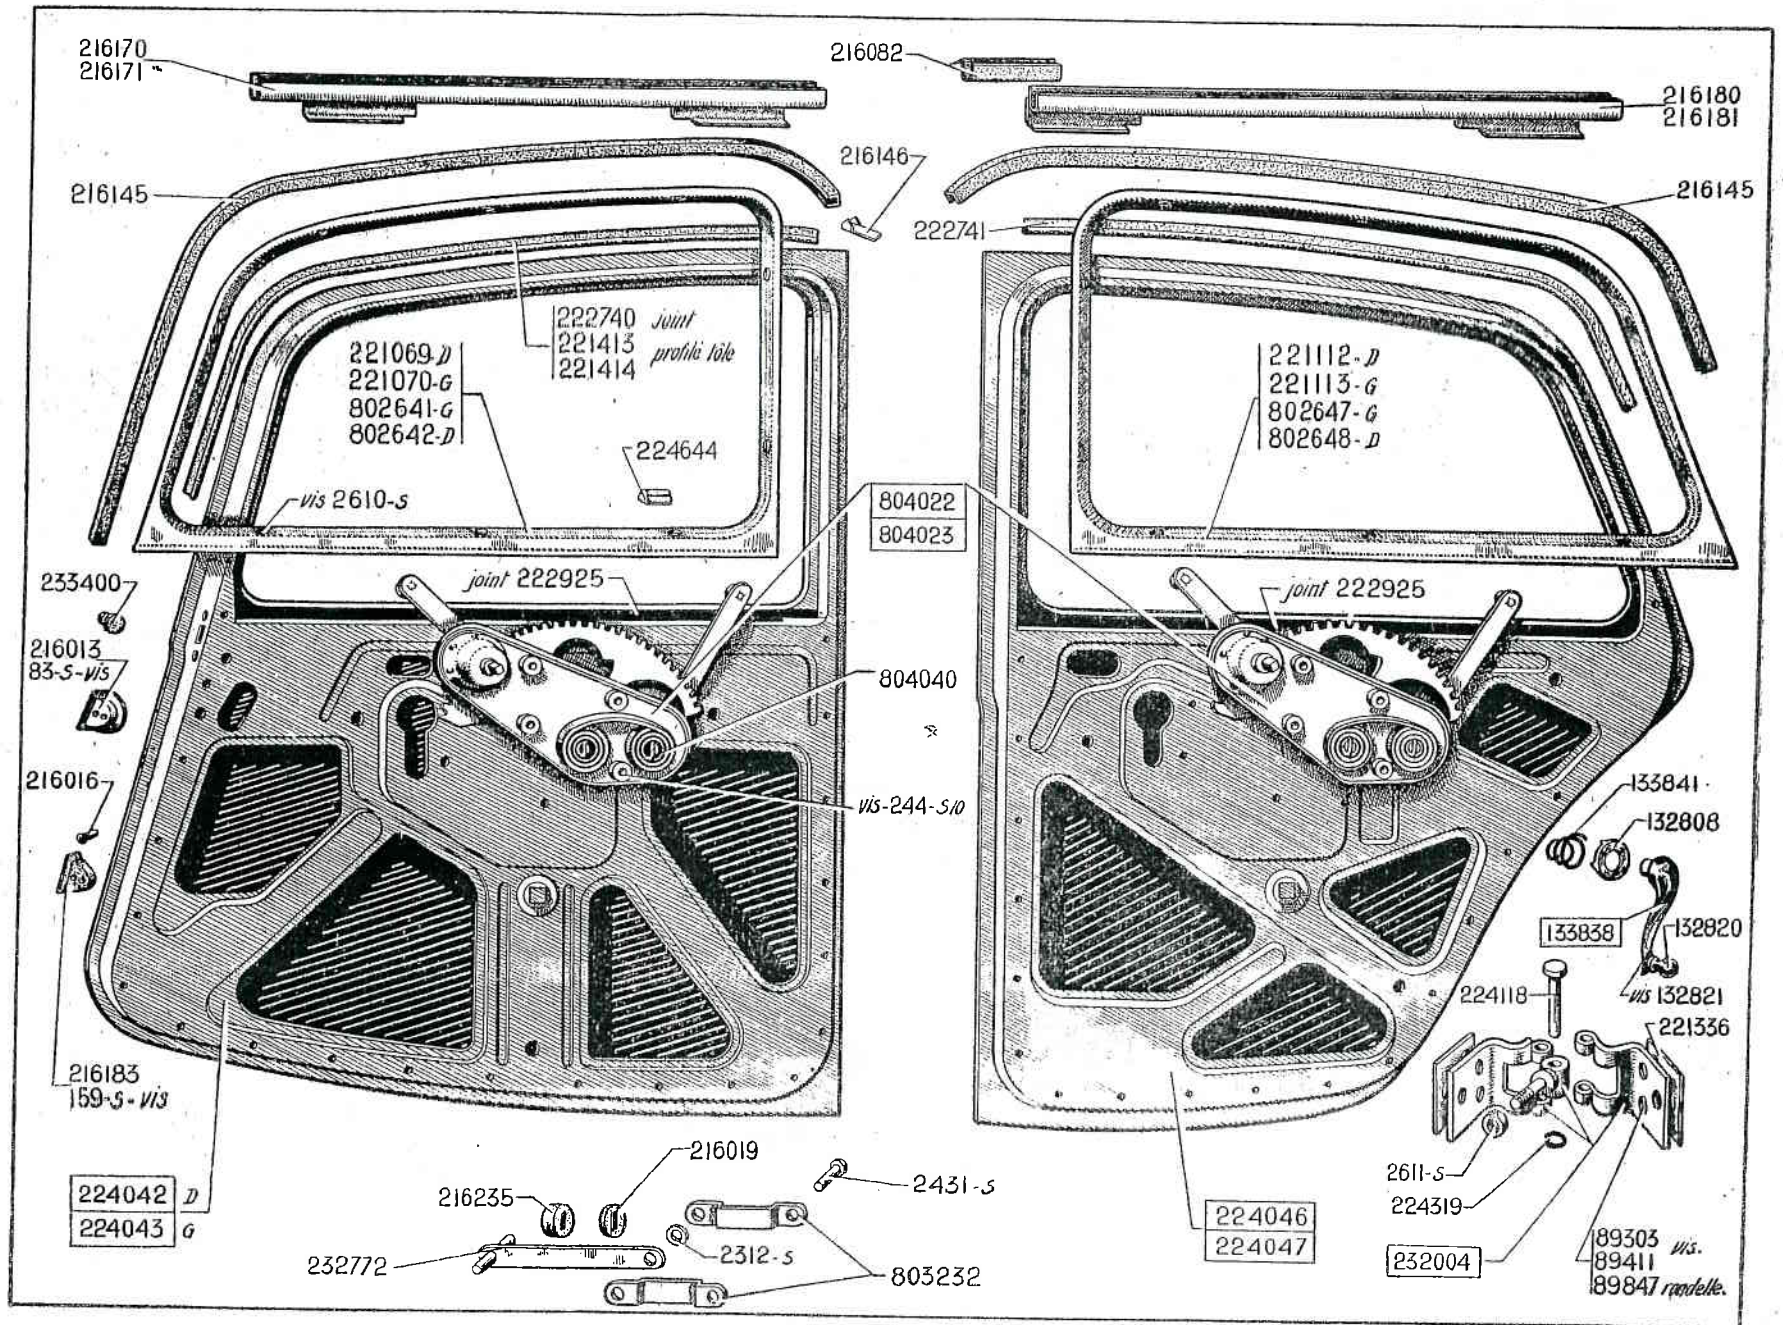 216170
216171 "
216082
216180
216181
216145
216146
216145
222741
222740 joint
221413 profilé tôle
221414
221069-D
221070-G
802641-G
802642-D
221112-D
221113-G
802647-G
802648-D
224644
vis 2610-S
804022
804023
233400
joint 222925
joint 222925
216013
83-S-vis
804040
216016
vis-244-S10
133841
132808
133838
132820
224118
vis 132821
221336
216183
159-S-vis
216019
2431-S
2611-S
224042 D
224043 G
216235
224319
224046
224047
232772
2312-S
803232
232004
89303 vis.
89411
89847 rondelle.